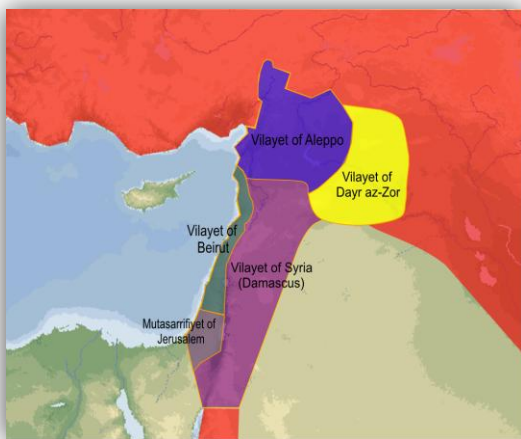 Vilayet of Aleppo
Vilayet of
Dayr az-Zor
Vilayet of
Beirut
Vilayet of Syria
(Damascus)
Mutasarrifiyet of
Jerusalem